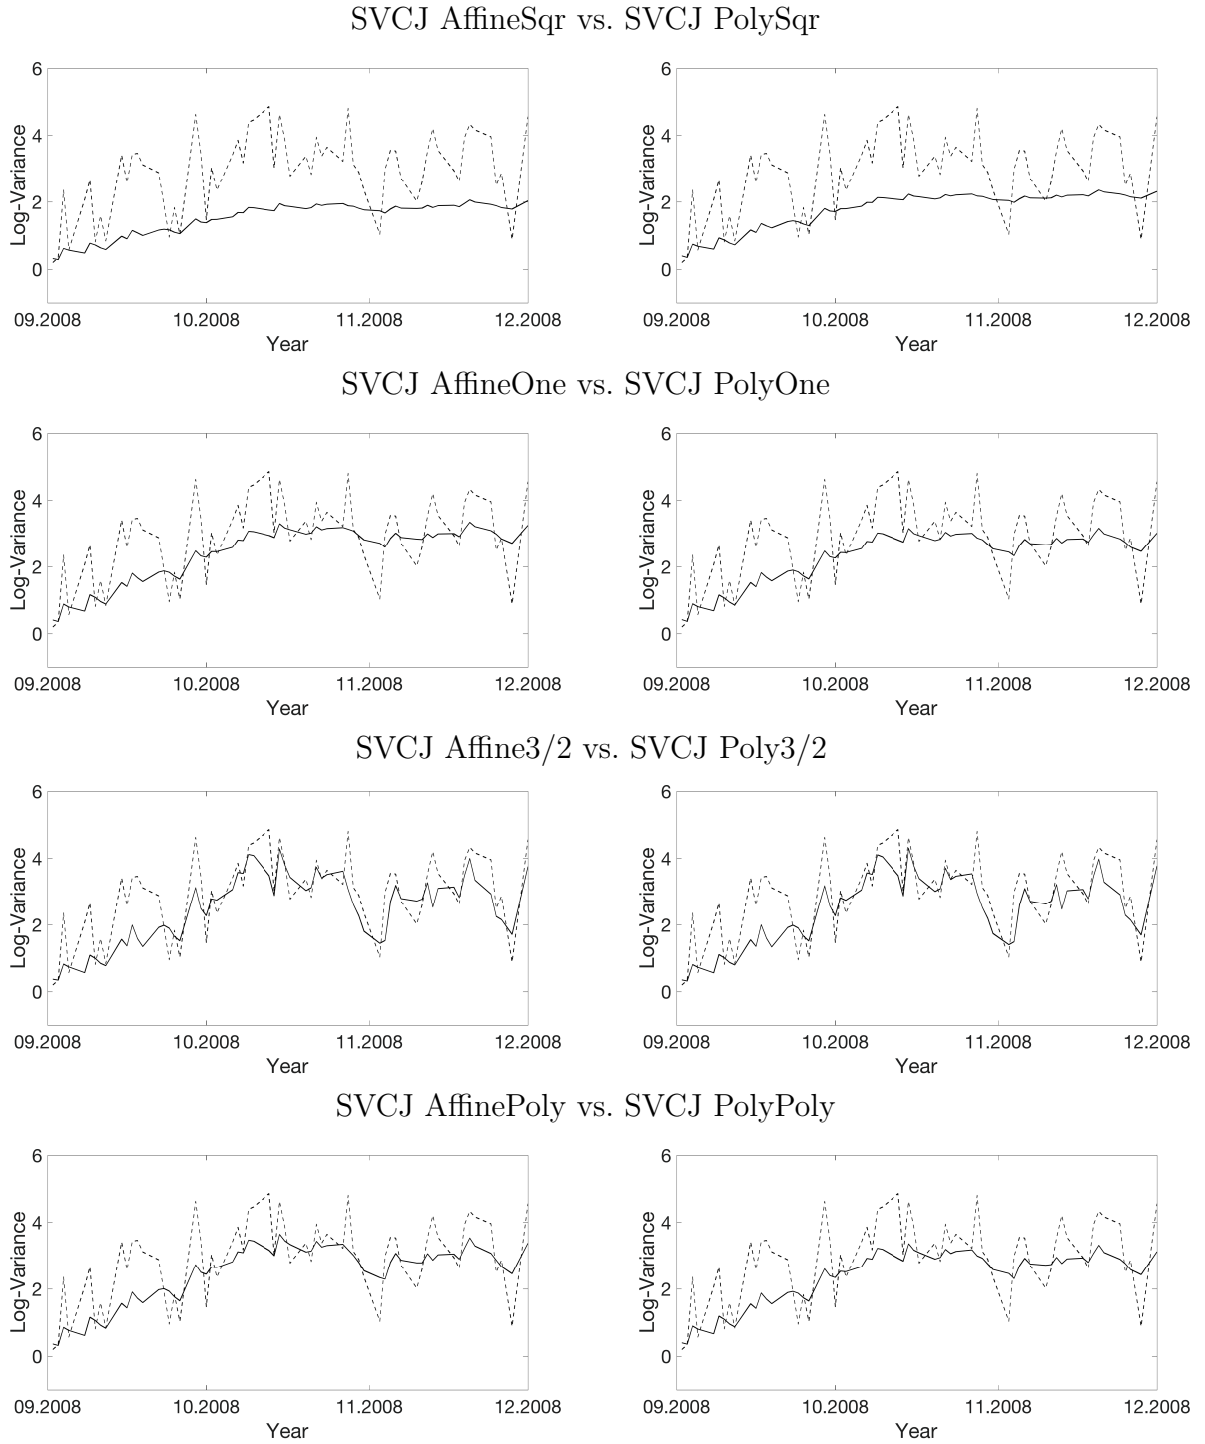 SVCJ AffineSqr vs. SVCJ PolySqr
6
4
2
0
Log-Variance
09.2008 10.2008 11.2008 12.2008
Year
6
4
2
0
Log-Variance
09.2008 10.2008 11.2008 12.2008
Year
SVCJ AffineOne vs. SVCJ PolyOne
6
4
2
0
Log-Variance
09.2008 10.2008 11.2008 12.2008
Year
6
4
2
0
Log-Variance
09.2008 10.2008 11.2008 12.2008
Year
SVCJ Affine3/2 vs. SVCJ Poly3/2
6
4
2
0
Log-Variance
09.2008 10.2008 11.2008 12.2008
Year
6
4
2
0
Log-Variance
09.2008 10.2008 11.2008 12.2008
Year
SVCJ AffinePoly vs. SVCJ PolyPoly
6
4
2
0
Log-Variance
09.2008 10.2008 11.2008 12.2008
Year
6
4
2
0
Log-Variance
09.2008 10.2008 11.2008 12.2008
Year